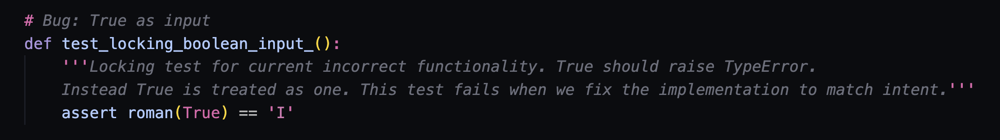 # Bug: True as input
def test_locking_boolean_input_():
'''Locking test for current incorrect functionality. True should raise TypeError.
Instead True is treated as one. This test fails when we fix the implementation to match intent.'''
assert roman(True) == 'I'